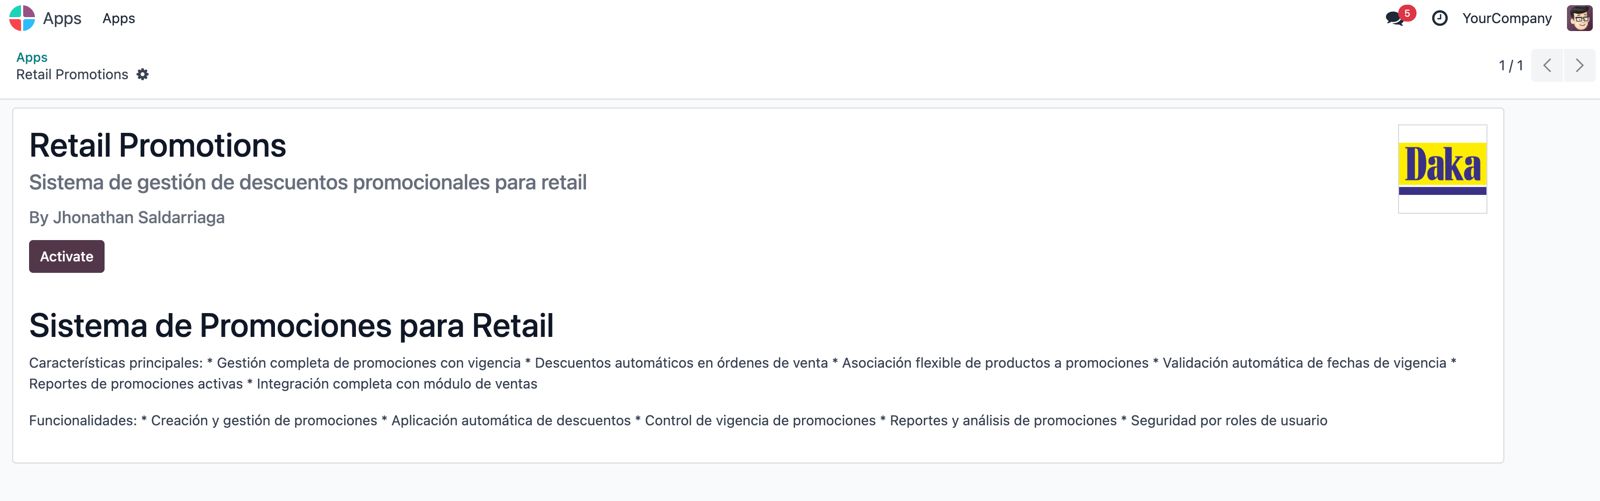 Apps Apps 5 YourCompany
Apps
Retail Promotions 1 / 1
Retail Promotions
Daka
Sistema de gestión de descuentos promocionales para retail
By Jhonathan Saldarriaga
Activate
Sistema de Promociones para Retail
Características principales: * Gestión completa de promociones con vigencia * Descuentos automáticos en órdenes de venta * Asociación flexible de productos a promociones * Validación automática de fechas de vigencia *
Reportes de promociones activas * Integración completa con módulo de ventas
Funcionalidades: * Creación y gestión de promociones * Aplicación automática de descuentos * Control de vigencia de promociones * Reportes y análisis de promociones * Seguridad por roles de usuario